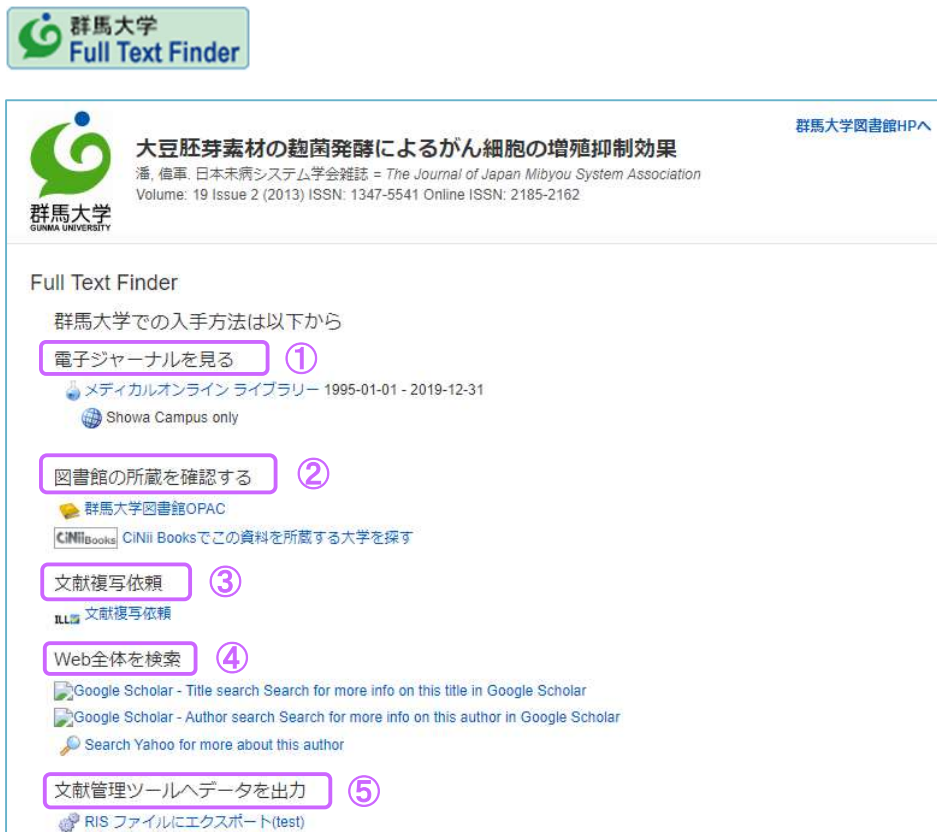 群馬大学
Full Text Finder
群馬大学図書館HPへ
大豆胚芽素材の麹菌発酵によるがん細胞の増殖抑制効果
潘, 偉軍. 日本未病システム学会雑誌 = The Journal of Japan Mibyou System Association
Volume: 19 Issue 2 (2013) ISSN: 1347-5541 Online ISSN: 2185-2162
群馬大学
GUNMA UNIVERSITY
Full Text Finder
群馬大学での入手方法は以下から
電子ジャーナルを見る ①
メディカルオンライン ライブラリー 1995-01-01 - 2019-12-31
Showa Campus only
図書館の所蔵を確認する ②
群馬大学図書館OPAC
CiNii Books CiNii Booksでこの資料を所蔵する大学を探す
文献複写依頼 ③
ILL 文献複写依頼
Web全体を検索 ④
Google Scholar - Title search Search for more info on this title in Google Scholar
Google Scholar - Author search Search for more info on this author in Google Scholar
Search Yahoo for more about this author
文献管理ツールへデータを出力 ⑤
RIS ファイルにエクスポート(test)